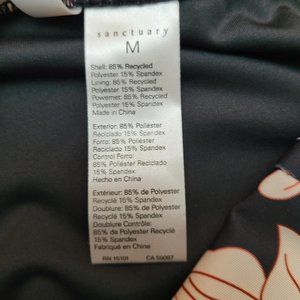 sanctuary
M
Shell: 85% Recycled
Polyester 15% Spandex
Lining: 85% Recycled
Polyester 15% Spandex
Powernet: 85% Recycled
Polyester 15% Spandex
Made in China
Exterior: 85% Poliéster
Reciclado 15% Spandex
Forro: 85% Poliéster
Reciclado 15% Spandex
Control Forro:
85% Poliéster Reciclado
15% Spandex
Hecho en China
Extérieur: 85% de Polyester
Recyclé 15% Spandex
Doublure: 85% de Polyester
Recyclé 15% Spandex
Doublure Contrôle:
85% de Polyester Recyclé
15% Spandex
Fabriqué en China
RN 16101 CA 55087